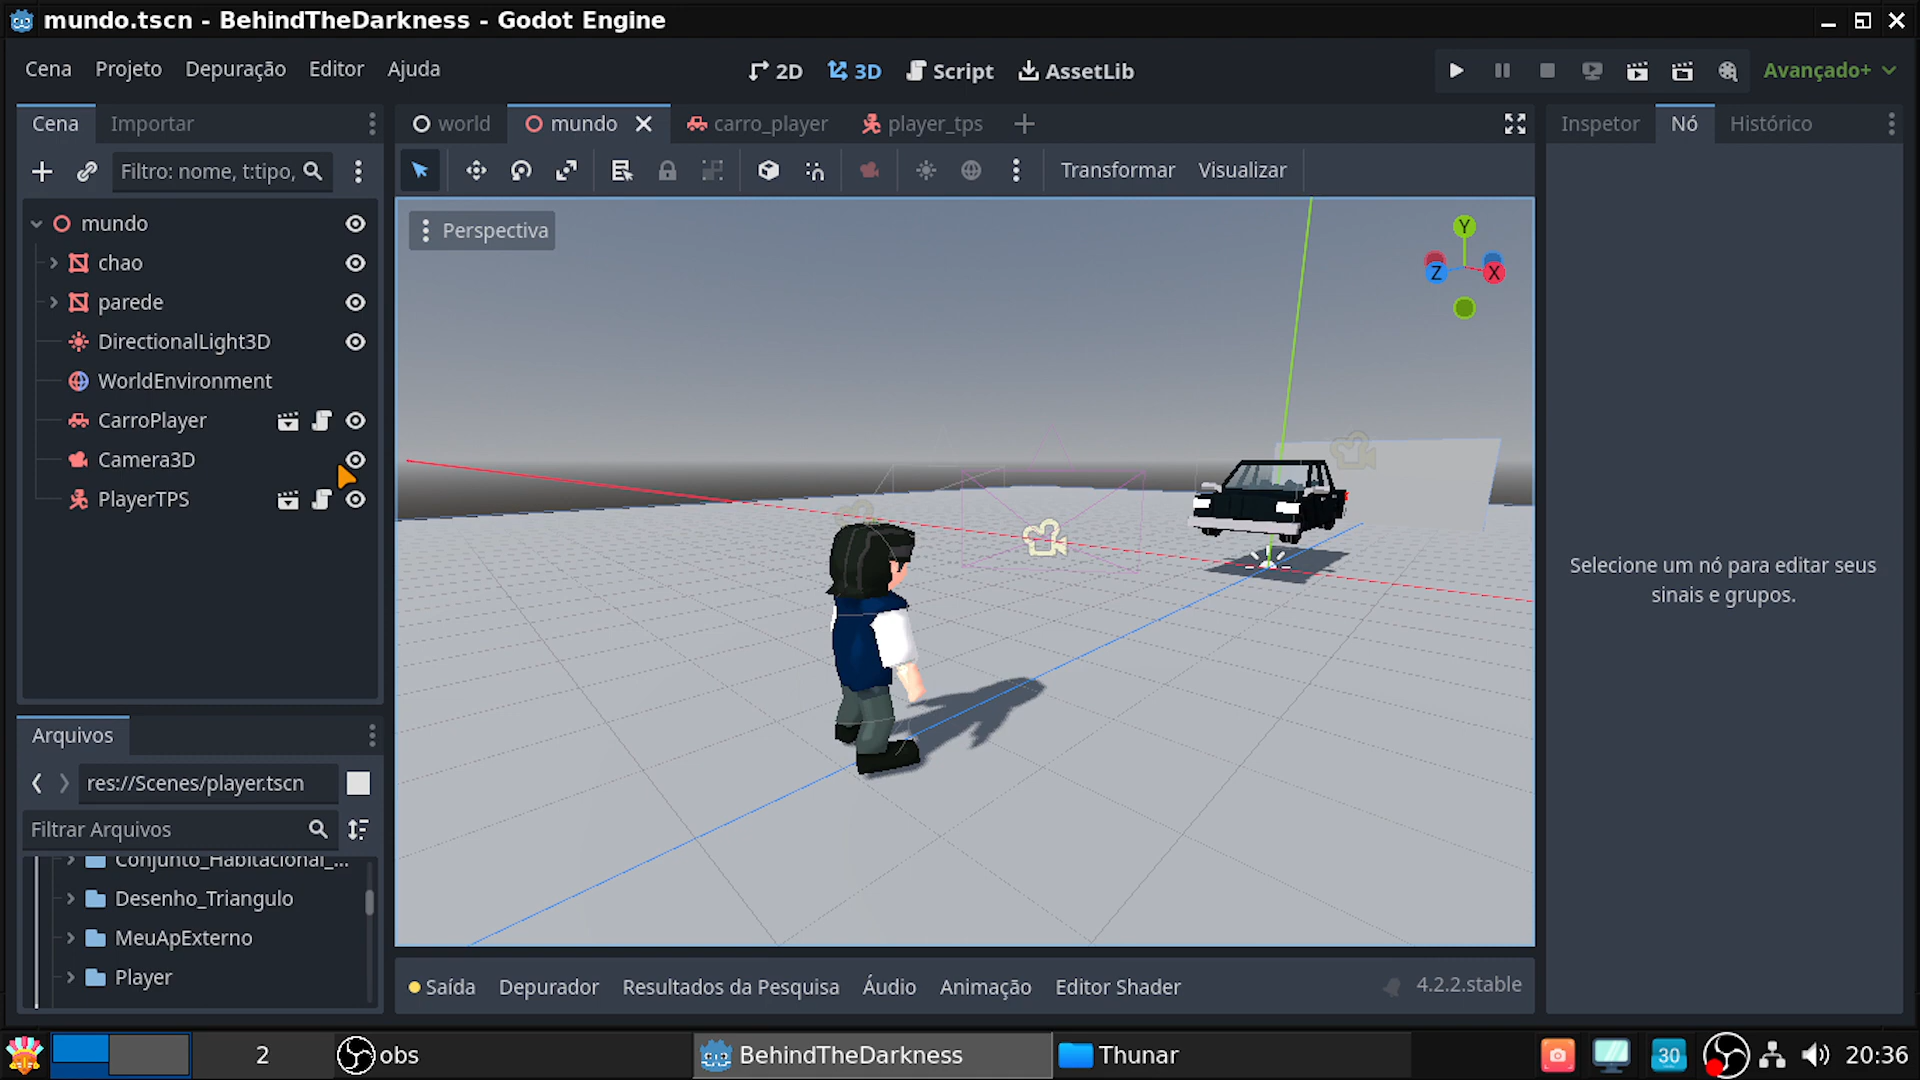 mundo.tscn - BehindTheDarkness - Godot Engine
Cena Projeto Depuração Editor Ajuda
2D 3D Script AssetLib
Avançado+
Cena Importar
world mundo carro_player player_tps
Inspetor Nó Histórico
Filtro: nome, t:tipo,
Transformar Visualizar
mundo
chao
parede
DirectionalLight3D
WorldEnvironment
CarroPlayer
Camera3D
PlayerTPS
Perspectiva
Y
Z X
Selecione um nó para editar seus
sinais e grupos.
Arquivos
res://Scenes/player.tscn
Filtrar Arquivos
Conjunto_Habitacional_...
Desenho_Triangulo
MeuApExterno
Player
Saída Depurador Resultados da Pesquisa Áudio Animação Editor Shader
4.2.2.stable
2 obs BehindTheDarkness Thunar 30 20:36